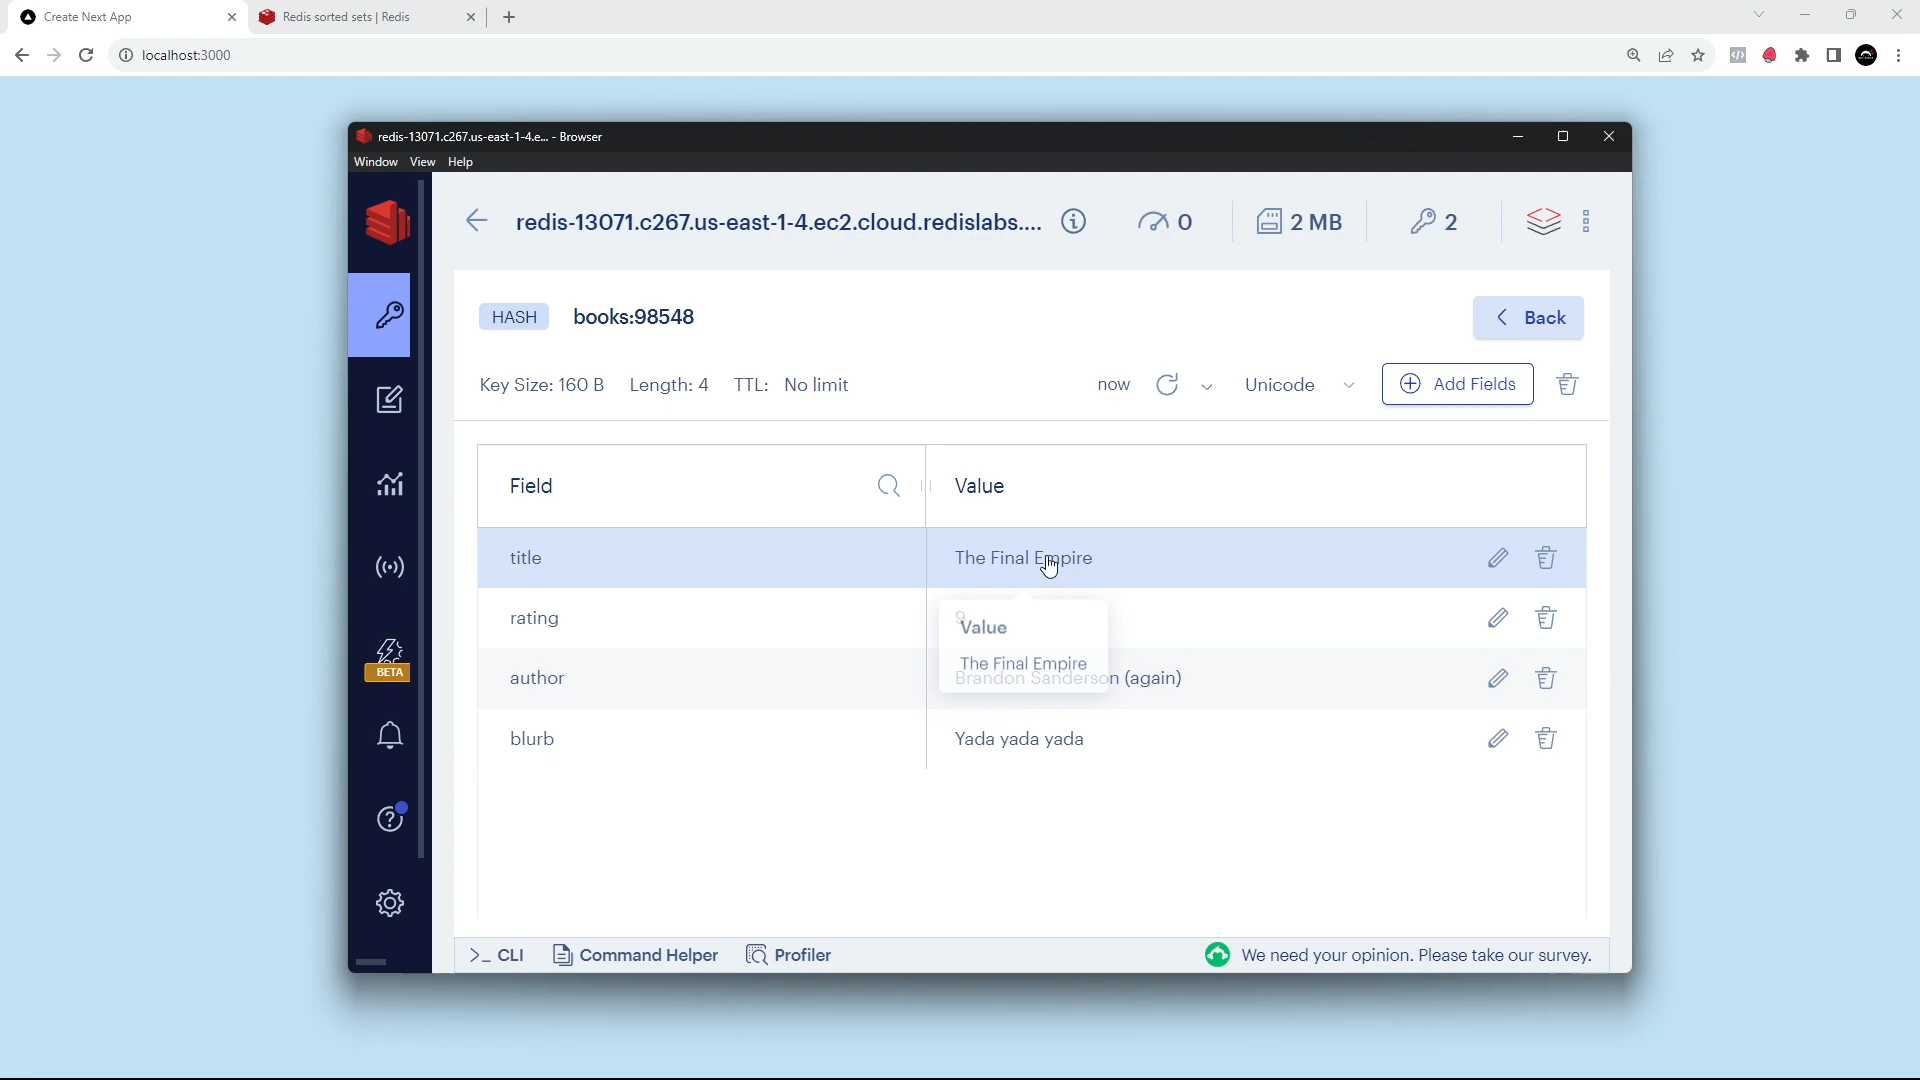 Create Next App
Redis sorted sets | Redis
localhost:3000
redis-13071.c267.us-east-1-4.e... - Browser
Window View Help
redis-13071.c267.us-east-1-4.ec2.cloud.redislabs.... 0 2 MB 2
HASH books:98548 Back
Key Size: 160 B Length: 4 TTL: No limit now Unicode Add Fields
Field Value
title The Final Empire
rating 9
Value
The Final Empire
author Brandon Sanderson (again)
blurb Yada yada yada
BETA
>_ CLI Command Helper Profiler We need your opinion. Please take our survey.